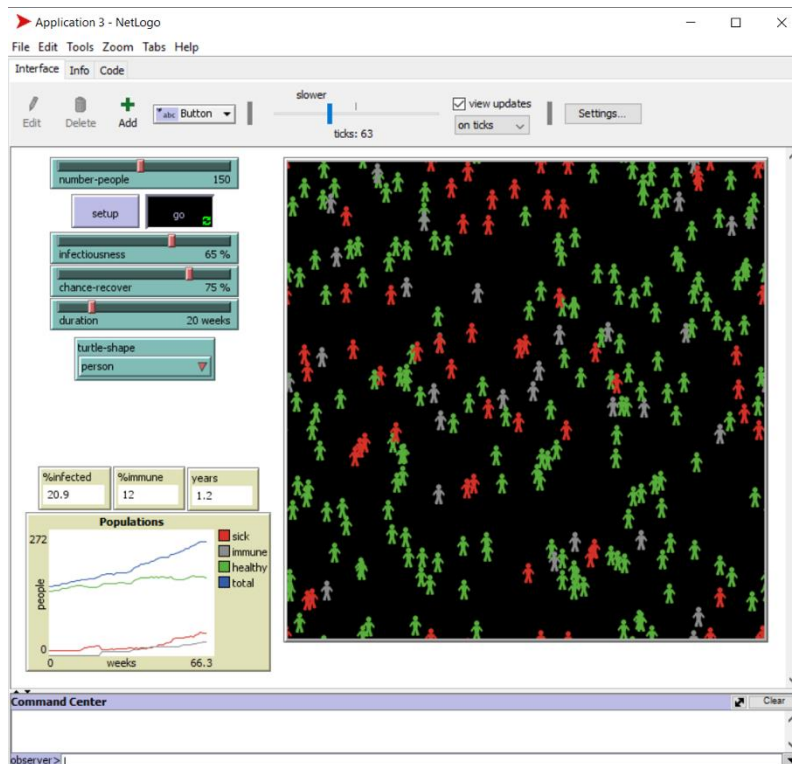 Application 3 - NetLogo
File Edit Tools Zoom Tabs Help
Interface Info Code
Edit Delete Add abc Button
slower
ticks: 63
view updates
on ticks
Settings...
number-people 150
setup go
infectiousness 65 %
chance-recover 75 %
duration 20 weeks
turtle-shape
person
%infected %immune years
20.9 12 1.2
Populations
272
people
0
0 weeks 66.3
sick
immune
healthy
total
Command Center Clear
observer>